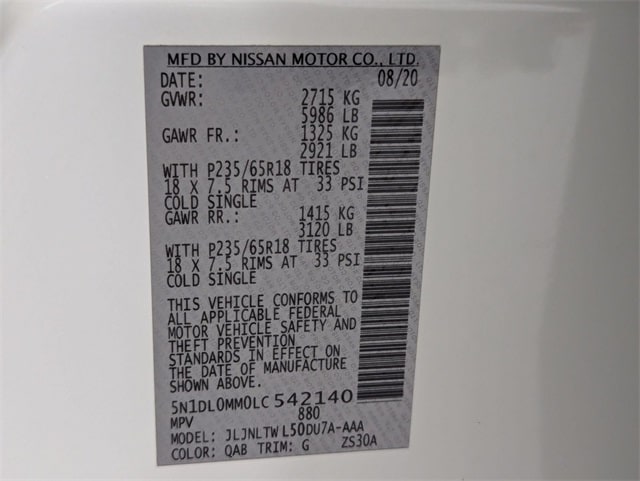 MFD BY NISSAN MOTOR CO., LTD.
DATE: 08/20
GVWR: 2715 KG
5986 LB
GAWR FR.: 1325 KG
2921 LB
WITH P235/65R18 TIRES
18 X 7.5 RIMS AT 33 PSI
COLD SINGLE
GAWR RR.: 1415 KG
3120 LB
WITH P235/65R18 TIRES
18 X 7.5 RIMS AT 33 PSI
COLD SINGLE
THIS VEHICLE CONFORMS TO
ALL APPLICABLE FEDERAL
MOTOR VEHICLE SAFETY AND
THEFT PREVENTION
STANDARDS IN EFFECT ON
THE DATE OF MANUFACTURE
SHOWN ABOVE.
5N1DL0MM0LC542140
MPV 880
MODEL: JLJNLTWL50DU7A-AAA
COLOR: QAB TRIM: G ZS30A